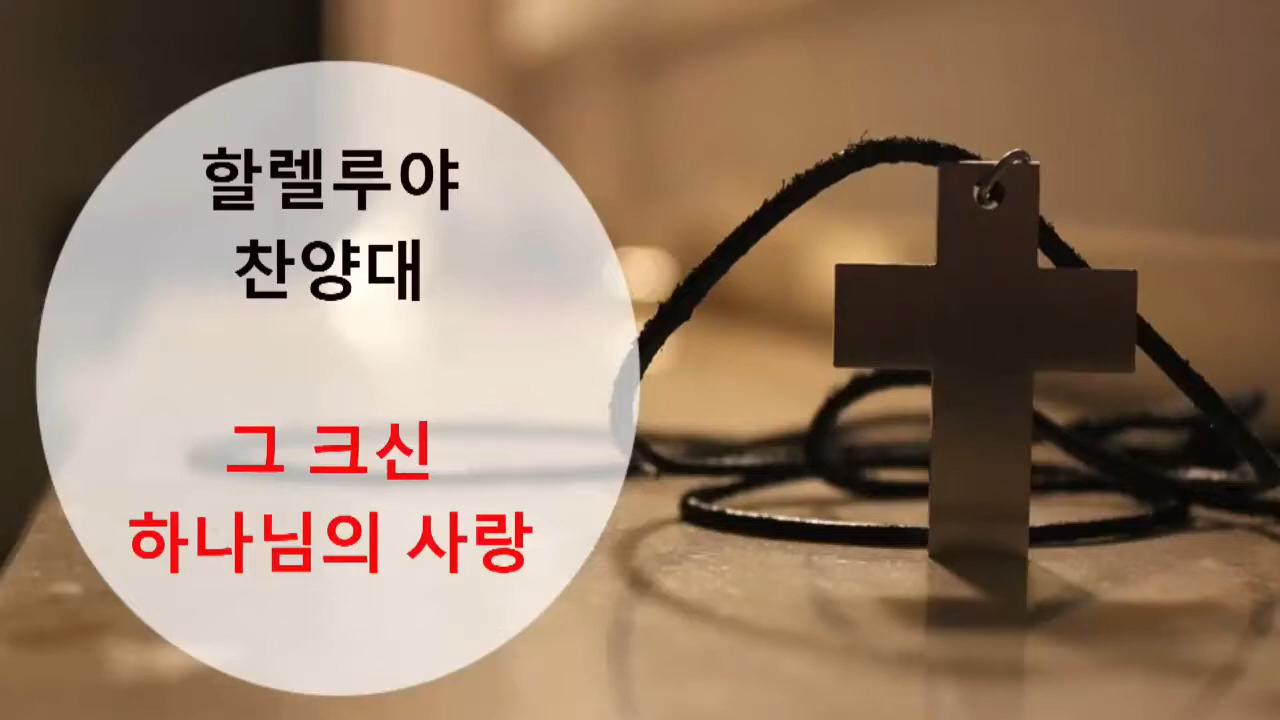 할렐루야
찬양대
그 크신
하나님의 사랑